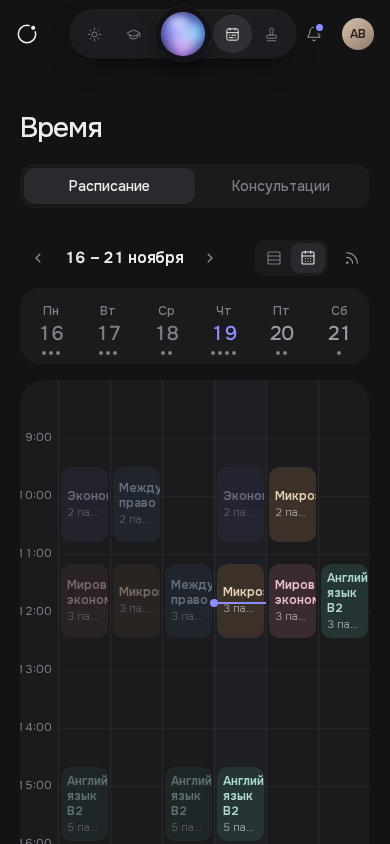 АВ
Время
Расписание
Консультации
16 – 21 ноября
Пн Вт Ср Чт Пт Сб
16 17 18 19 20 21
9:00
10:00
Эконо
2 па...
Между
право
2 па...
Эконо
2 па...
Микро
2 па...
11:00
12:00
Миров
эконом
3 па...
Микро
3 па...
Между
право
3 па...
Микро
3 па...
Миров
эконом
3 па...
Англий
язык
B2
3 па...
13:00
14:00
15:00
Англий
язык
B2
5 па...
Англий
язык
B2
5 па...
Англий
язык
B2
5 па...
16:00